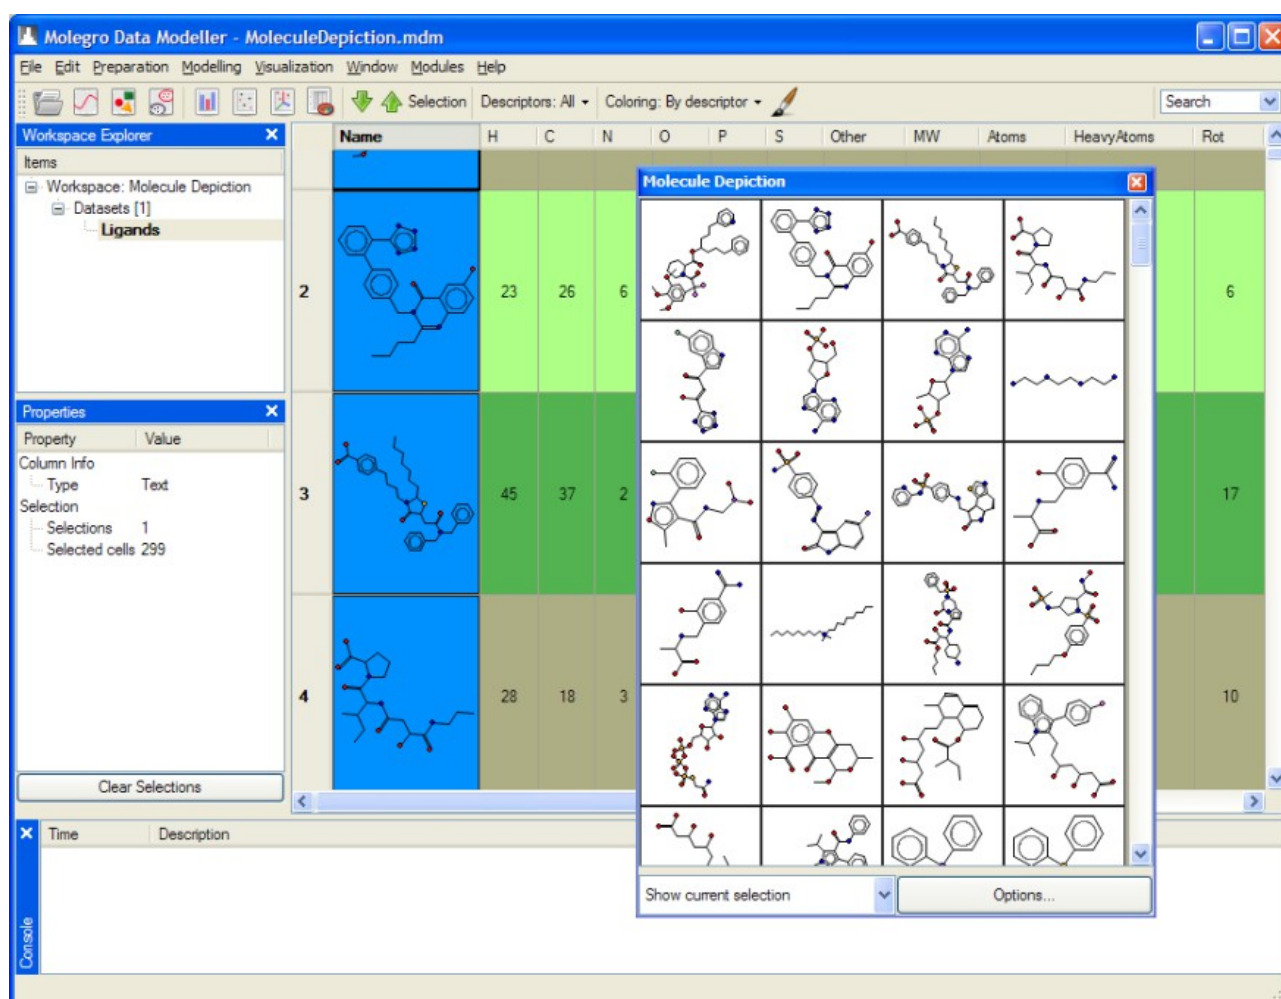 Molegro Data Modeller - MoleculeDepiction.mdm
File Edit Preparation Modelling Visualization Window Modules Help
Selection Descriptors: All Coloring: By descriptor Search
Workspace Explorer
Items
Workspace: Molecule Depiction
Datasets [1]
Ligands
Properties
Property Value
Column Info
Type Text
Selection
Selections 1
Selected cells 299
Clear Selections
Name H C N O P S Other MW Atoms HeavyAtoms Rot
2 23 26 6 6
3 45 37 2 17
4 28 18 3 10
Molecule Depiction
Show current selection Options...
Time Description
Console